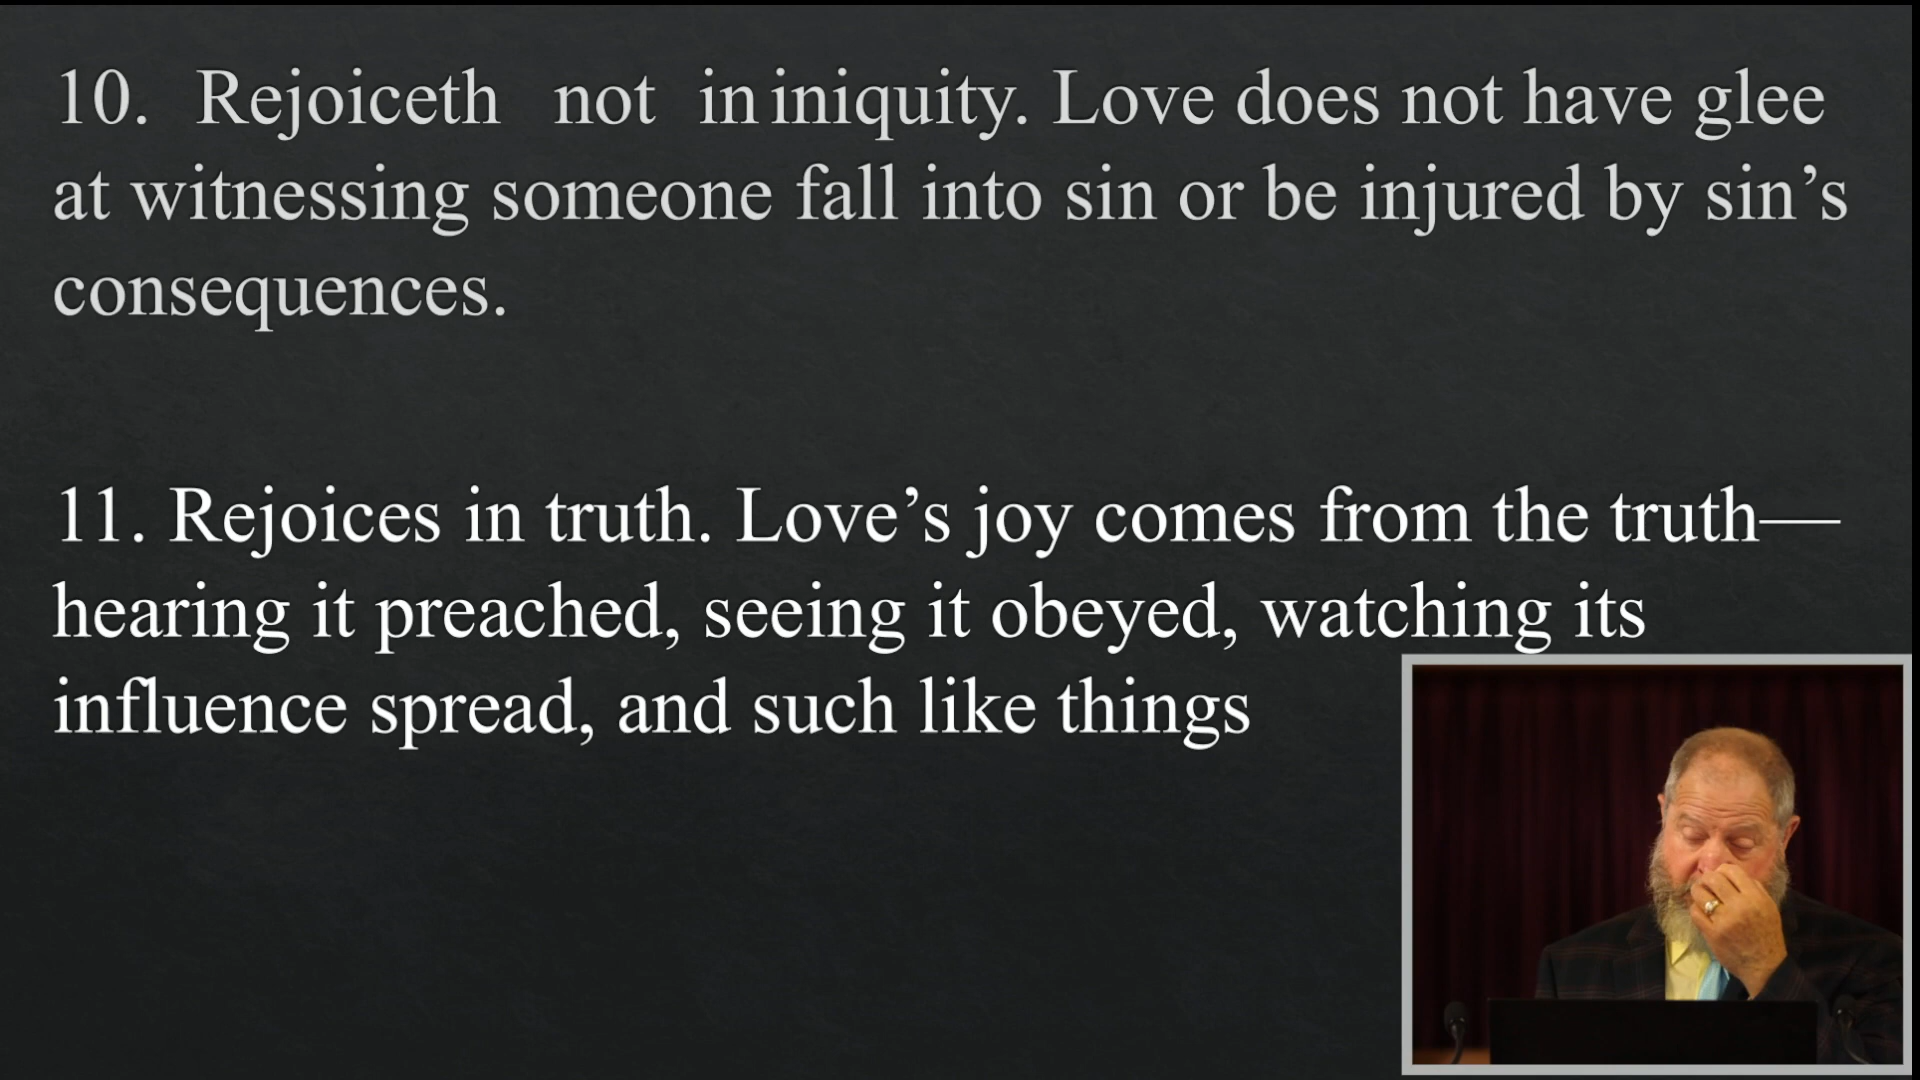 10. Rejoiceth not in iniquity. Love does not have glee
at witnessing someone fall into sin or be injured by sin’s
consequences.
11. Rejoices in truth. Love’s joy comes from the truth—
hearing it preached, seeing it obeyed, watching its
influence spread, and such like things